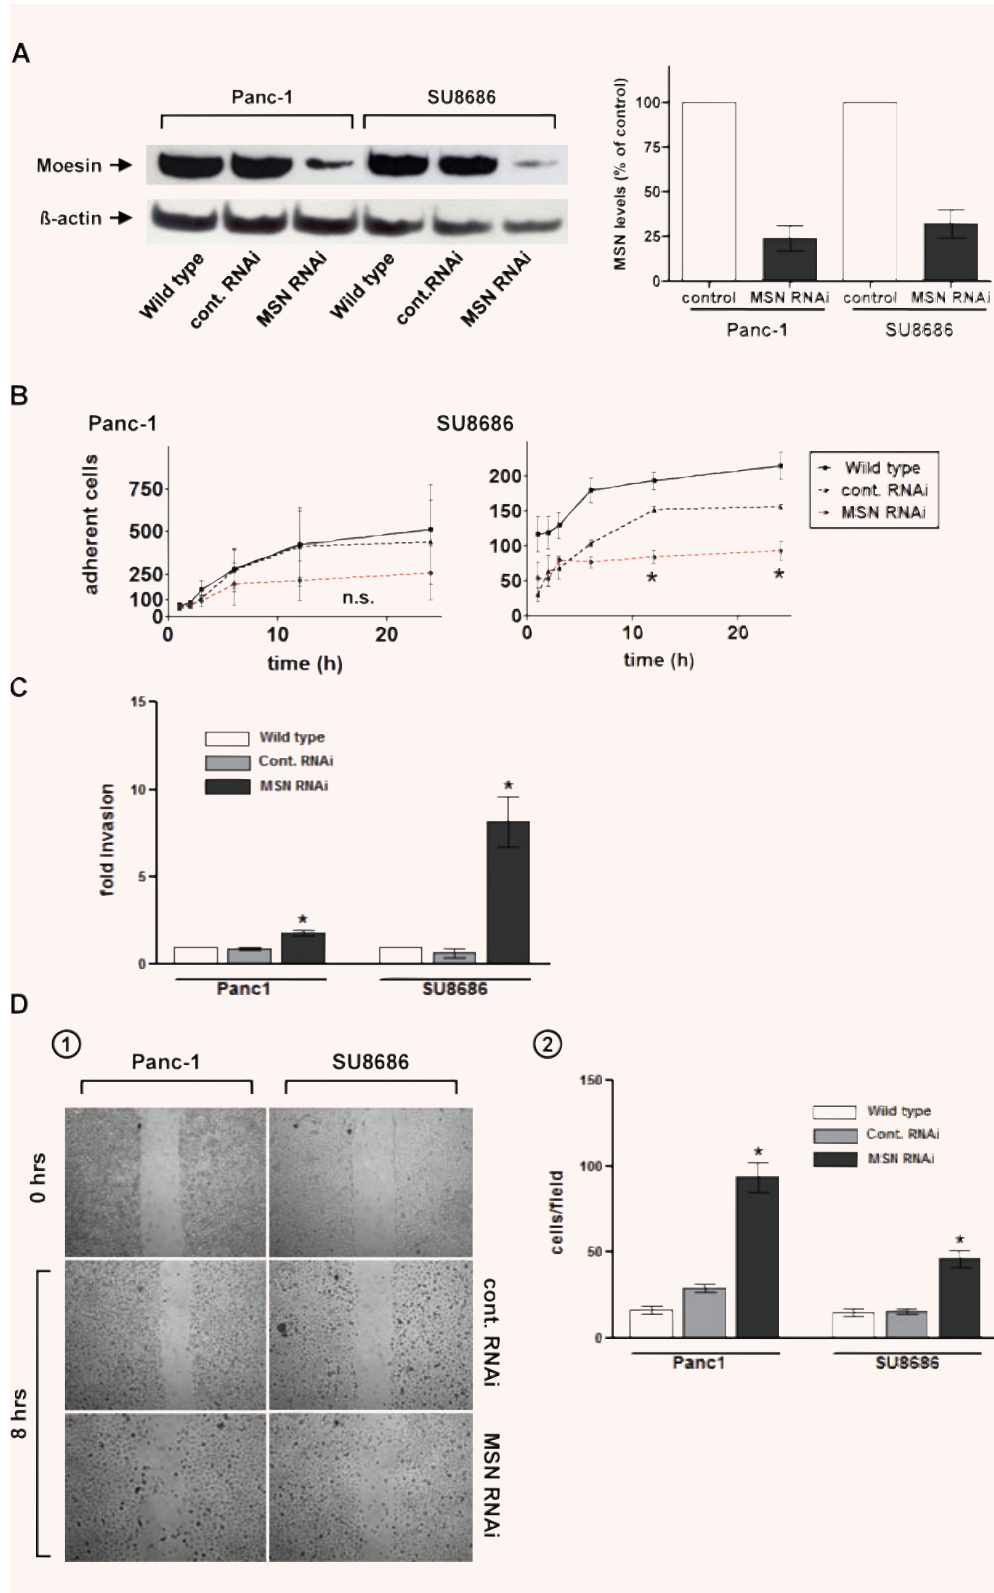 A
Panc-1
SU8686
Moesin
ß-actin
Wild type
cont. RNAi
MSN RNAi
Wild type
cont.RNAi
MSN RNAi
MSN levels (% of control)
100
75
50
25
0
control
MSN RNAi
control
MSN RNAi
Panc-1
SU8686
B
Panc-1
adherent cells
750
500
250
100
0
n.s.
0
10
20
time (h)
SU8686
200
150
100
50
0
*
*
0
10
20
time (h)
Wild type
cont. RNAi
MSN RNAi
C
fold invasion
15
10
5
0
Wild type
Cont. RNAi
MSN RNAi
*
*
Panc1
SU8686
D
1
Panc-1
SU8686
0 hrs
8 hrs
cont. RNAi
MSN RNAi
2
cells/field
150
100
50
0
Wild type
Cont. RNAi
MSN RNAi
*
*
Panc1
SU8686